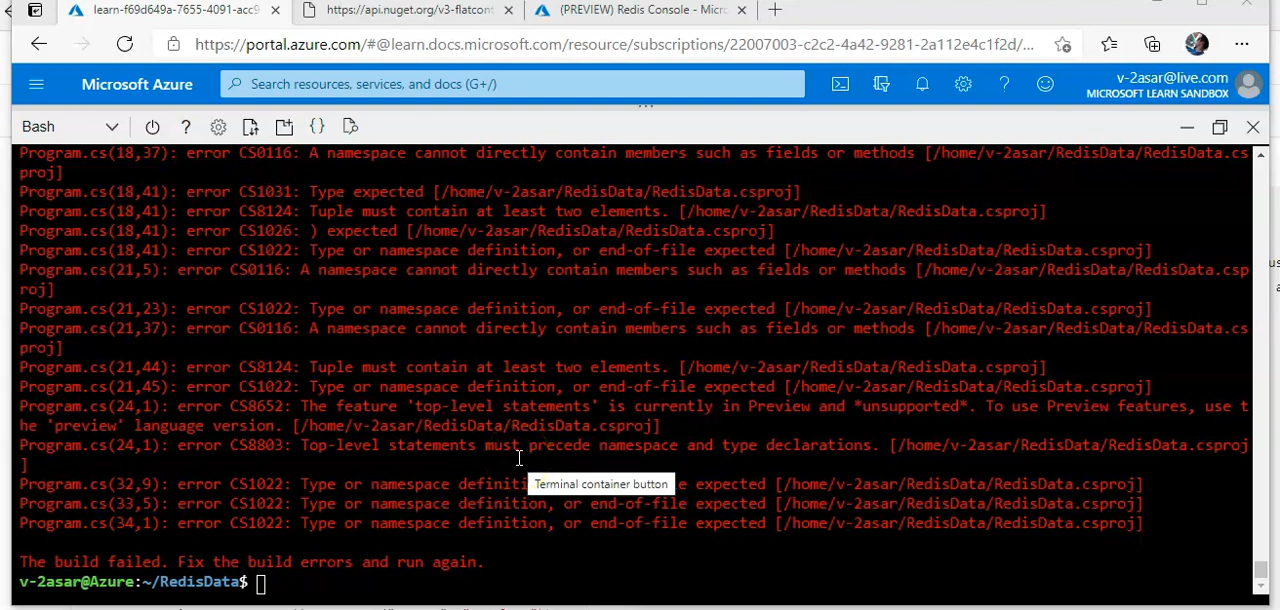 learn-f69d649a-7655-4091-acc9
https://api.nuget.org/v3-flatcont
(PREVIEW) Redis Console - Micro
https://portal.azure.com/#@learn.docs.microsoft.com/resource/subscriptions/22007003-c2c2-4a42-9281-2a112e4c1f2d/...
Microsoft Azure
Search resources, services, and docs (G+/)
v-2asar@live.com
MICROSOFT LEARN SANDBOX
Bash
Program.cs(18,37): error CS0116: A namespace cannot directly contain members such as fields or methods [/home/v-2asar/RedisData/RedisData.cs
proj]
Program.cs(18,41): error CS1031: Type expected [/home/v-2asar/RedisData/RedisData.csproj]
Program.cs(18,41): error CS8124: Tuple must contain at least two elements. [/home/v-2asar/RedisData/RedisData.csproj]
Program.cs(18,41): error CS1026: ) expected [/home/v-2asar/RedisData/RedisData.csproj]
Program.cs(18,41): error CS1022: Type or namespace definition, or end-of-file expected [/home/v-2asar/RedisData/RedisData.csproj]
Program.cs(21,5): error CS0116: A namespace cannot directly contain members such as fields or methods [/home/v-2asar/RedisData/RedisData.csp
roj]
Program.cs(21,23): error CS1022: Type or namespace definition, or end-of-file expected [/home/v-2asar/RedisData/RedisData.csproj]
Program.cs(21,37): error CS0116: A namespace cannot directly contain members such as fields or methods [/home/v-2asar/RedisData/RedisData.cs
proj]
Program.cs(21,44): error CS8124: Tuple must contain at least two elements. [/home/v-2asar/RedisData/RedisData.csproj]
Program.cs(21,45): error CS1022: Type or namespace definition, or end-of-file expected [/home/v-2asar/RedisData/RedisData.csproj]
Program.cs(24,1): error CS8652: The feature 'top-level statements' is currently in Preview and *unsupported*. To use Preview features, use t
he 'preview' language version. [/home/v-2asar/RedisData/RedisData.csproj]
Program.cs(24,1): error CS8803: Top-level statements must precede namespace and type declarations. [/home/v-2asar/RedisData/RedisData.csproj
]
Program.cs(32,9): error CS1022: Type or namespace definiti e expected [/home/v-2asar/RedisData/RedisData.csproj]
Terminal container button
Program.cs(33,5): error CS1022: Type or namespace definition, or end-of-file expected [/home/v-2asar/RedisData/RedisData.csproj]
Program.cs(34,1): error CS1022: Type or namespace definition, or end-of-file expected [/home/v-2asar/RedisData/RedisData.csproj]
The build failed. Fix the build errors and run again.
v-2asar@Azure:~/RedisData$